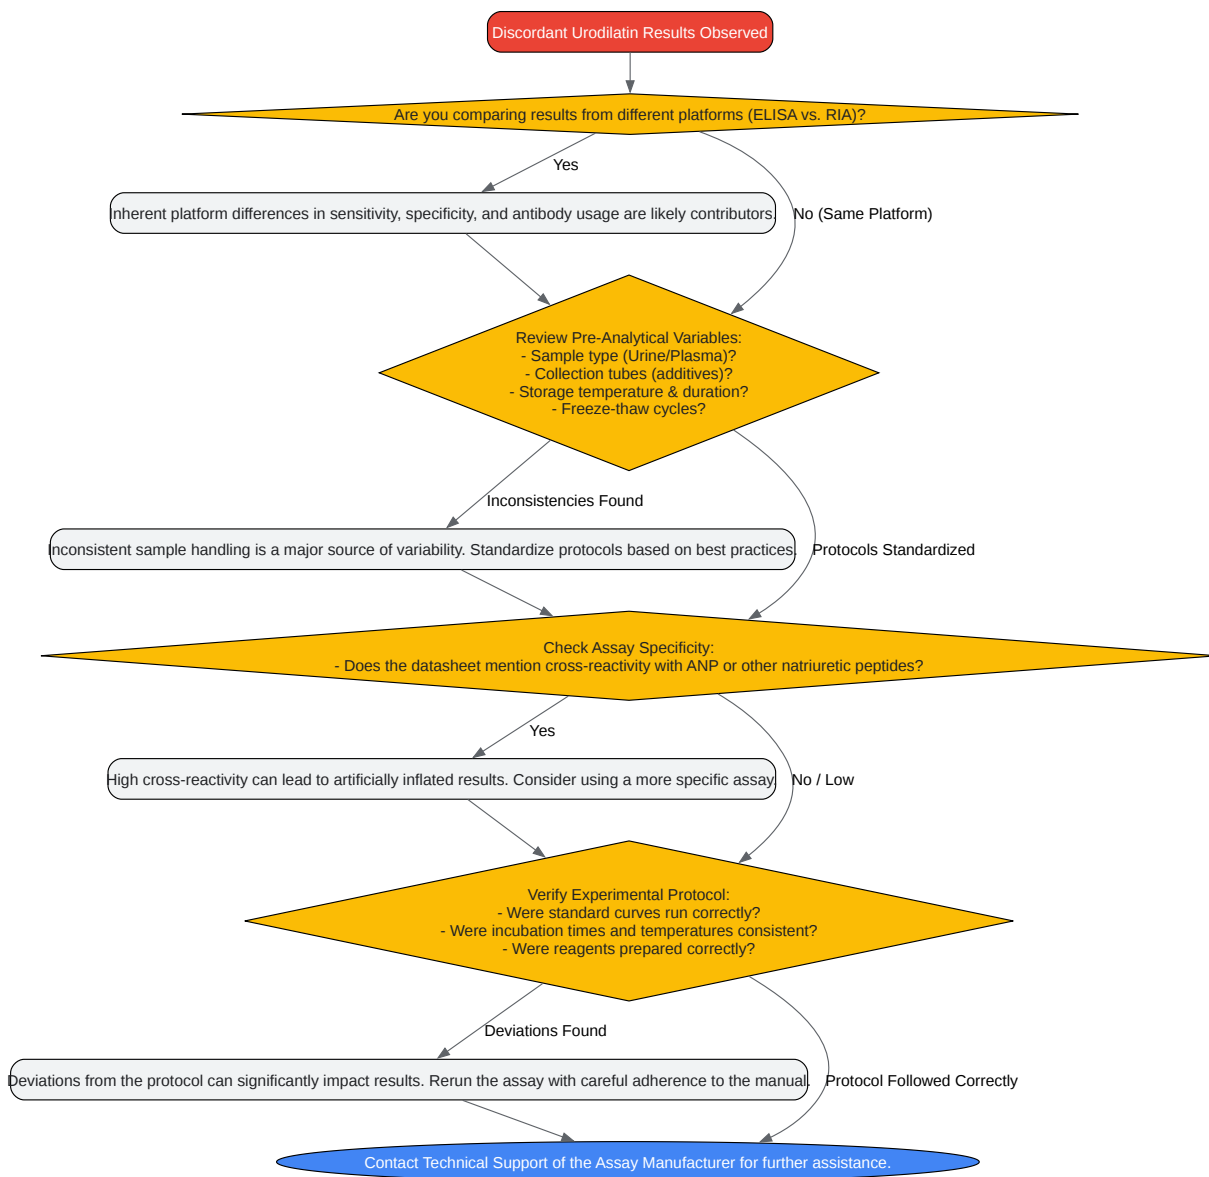 Discordant Urodilatin Results Observed
Are you comparing results from different platforms (ELISA vs. RIA)?
Yes
Inherent platform differences in sensitivity, specificity, and antibody usage are likely contributors.
No (Same Platform)
Review Pre-Analytical Variables:
- Sample type (Urine/Plasma)?
- Collection tubes (additives)?
- Storage temperature & duration?
- Freeze-thaw cycles?
Inconsistencies Found
Inconsistent sample handling is a major source of variability. Standardize protocols based on best practices.
Protocols Standardized
Check Assay Specificity:
- Does the datasheet mention cross-reactivity with ANP or other natriuretic peptides?
Yes
High cross-reactivity can lead to artificially inflated results. Consider using a more specific assay.
No / Low
Verify Experimental Protocol:
- Were standard curves run correctly?
- Were incubation times and temperatures consistent?
- Were reagents prepared correctly?
Deviations Found
Deviations from the protocol can significantly impact results. Rerun the assay with careful adherence to the manual.
Protocol Followed Correctly
Contact Technical Support of the Assay Manufacturer for further assistance.